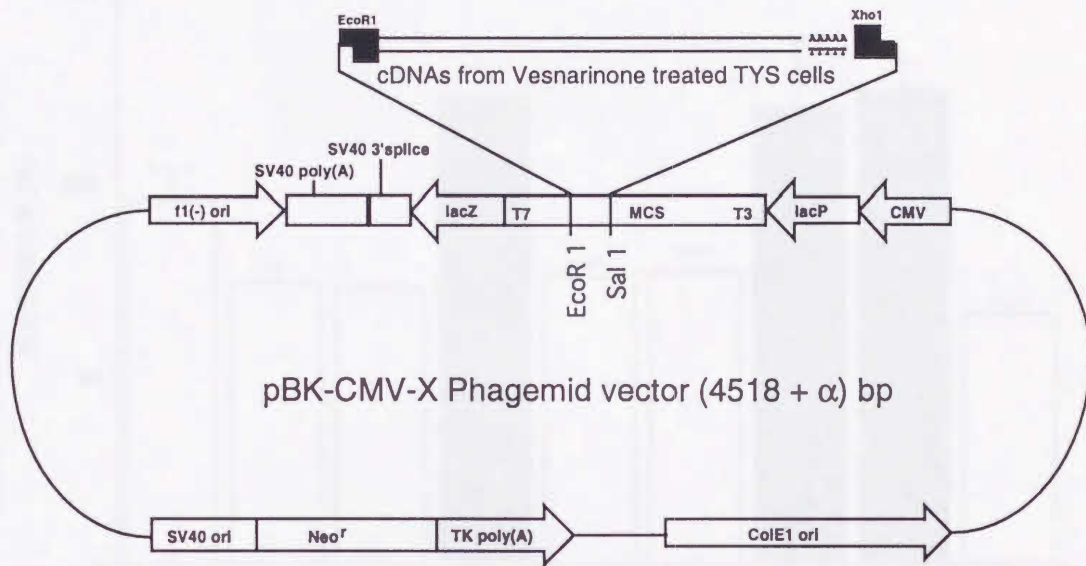 EcoR1
Xho1
AAAAA
TTTTT
cDNAs from Vesnarinone treated TYS cells
SV40 3'splice
SV40 poly(A)
f1(-) ori
lacZ
T7
MCS
T3
lacP
CMV
EcoR 1
Sal 1
pBK-CMV-X Phagemid vector (4518 + α) bp
SV40 ori
Neo^r
TK poly(A)
ColE1 ori